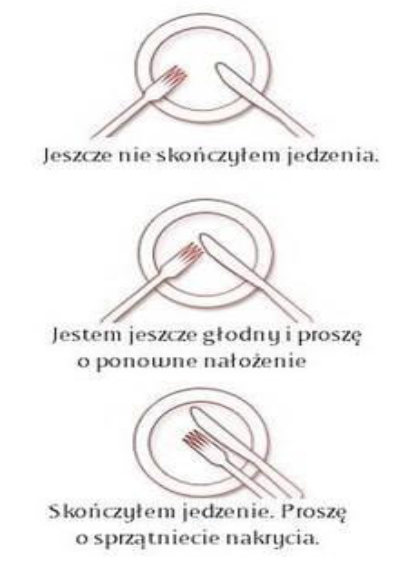 Jeszcze nie skończyłem jedzenia.
Jestem jeszcze głodny i proszę
o ponowne nałożenie
Skończyłem jedzenie. Proszę
o sprzątniecie nakrycia.